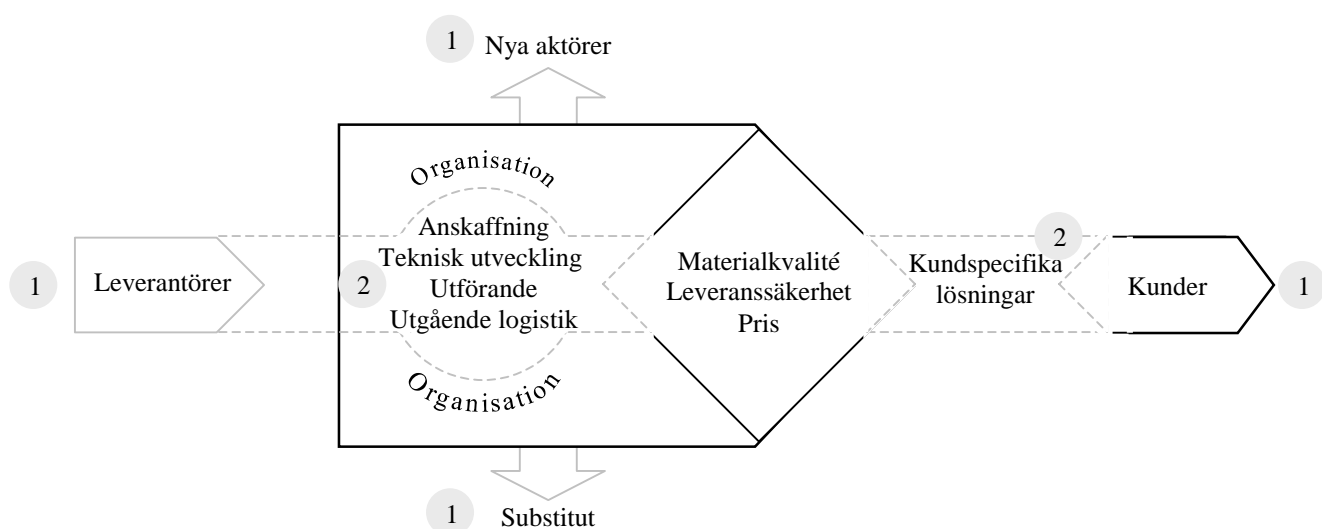 1 Nya aktörer
Organisation
1 Leverantörer
2
Anskaffning
Teknisk utveckling
Utförande
Utgående logistik
Organisation
Materialkvalité
Leveranssäkerhet
Pris
2
Kundspecifika
lösningar
Kunder 1
1 Substitut